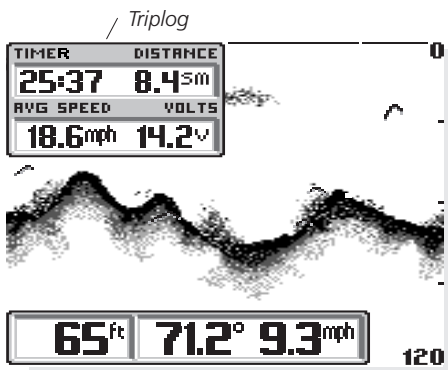 Triplog
TIMER DISTANCE 0
25:37 8.4sm
AVG SPEED VOLTS
18.6mph 14.2v
65ft 71.2° 9.3mph
120